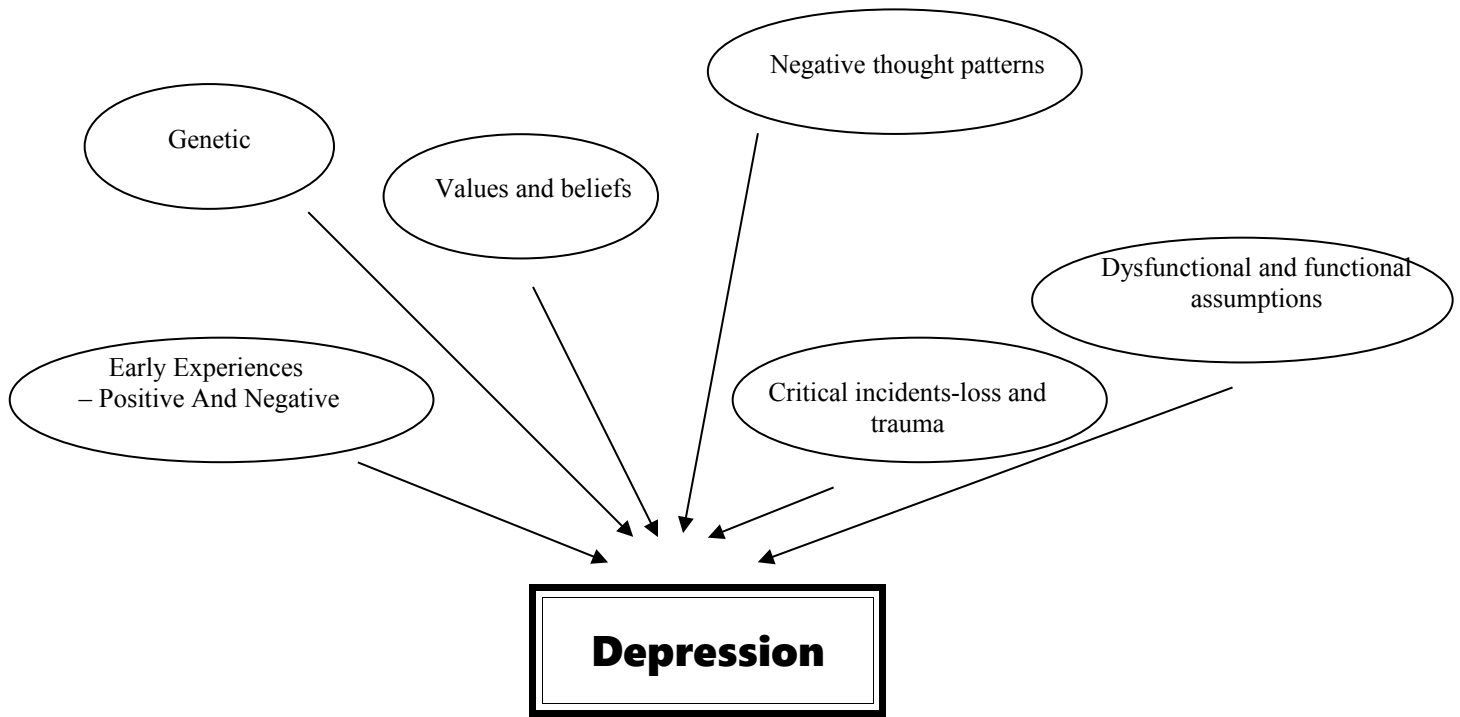 Negative thought patterns
Genetic
Values and beliefs
Dysfunctional and functional
assumptions
Early Experiences
– Positive And Negative
Critical incidents-loss and
trauma
Depression